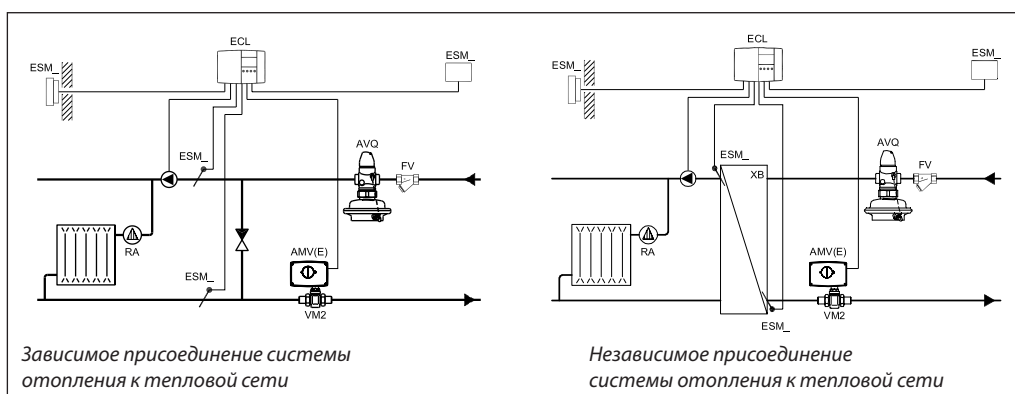 ECL
ESM_
ESM_
ESM_
AVQ
FV
RA
AMV(E)
ESM_
VM2
Зависимое присоединение системы
отопления к тепловой сети
ECL
ESM_
ESM_
ESM_
XB
AVQ
FV
RA
AMV(E)
VM2
ESM_
Независимое присоединение
системы отопления к тепловой сети